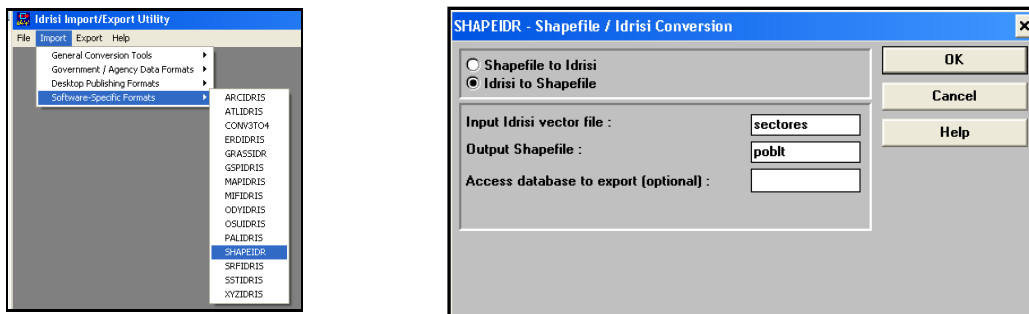 Idrisi Import/Export Utility
File Import Export Help
General Conversion Tools
Government / Agency Data Formats
Desktop Publishing Formats
Software-Specific Formats
ARCIDRIS
ATLIDRIS
CONV3TO4
ERDIDRIS
GRASSIDR
GSPIDRIS
MAPIDRIS
MIFIDRIS
ODYIDRIS
OSUIDRIS
PALIDRIS
SHAPEIDR
SRFIDRIS
SSTIDRIS
XYZIDRIS
SHAPEIDR - Shapefile / Idrisi Conversion
Shapefile to Idrisi
Idrisi to Shapefile
Input Idrisi vector file : sectores
Output Shapefile : poblt
Access database to export (optional) :
OK
Cancel
Help